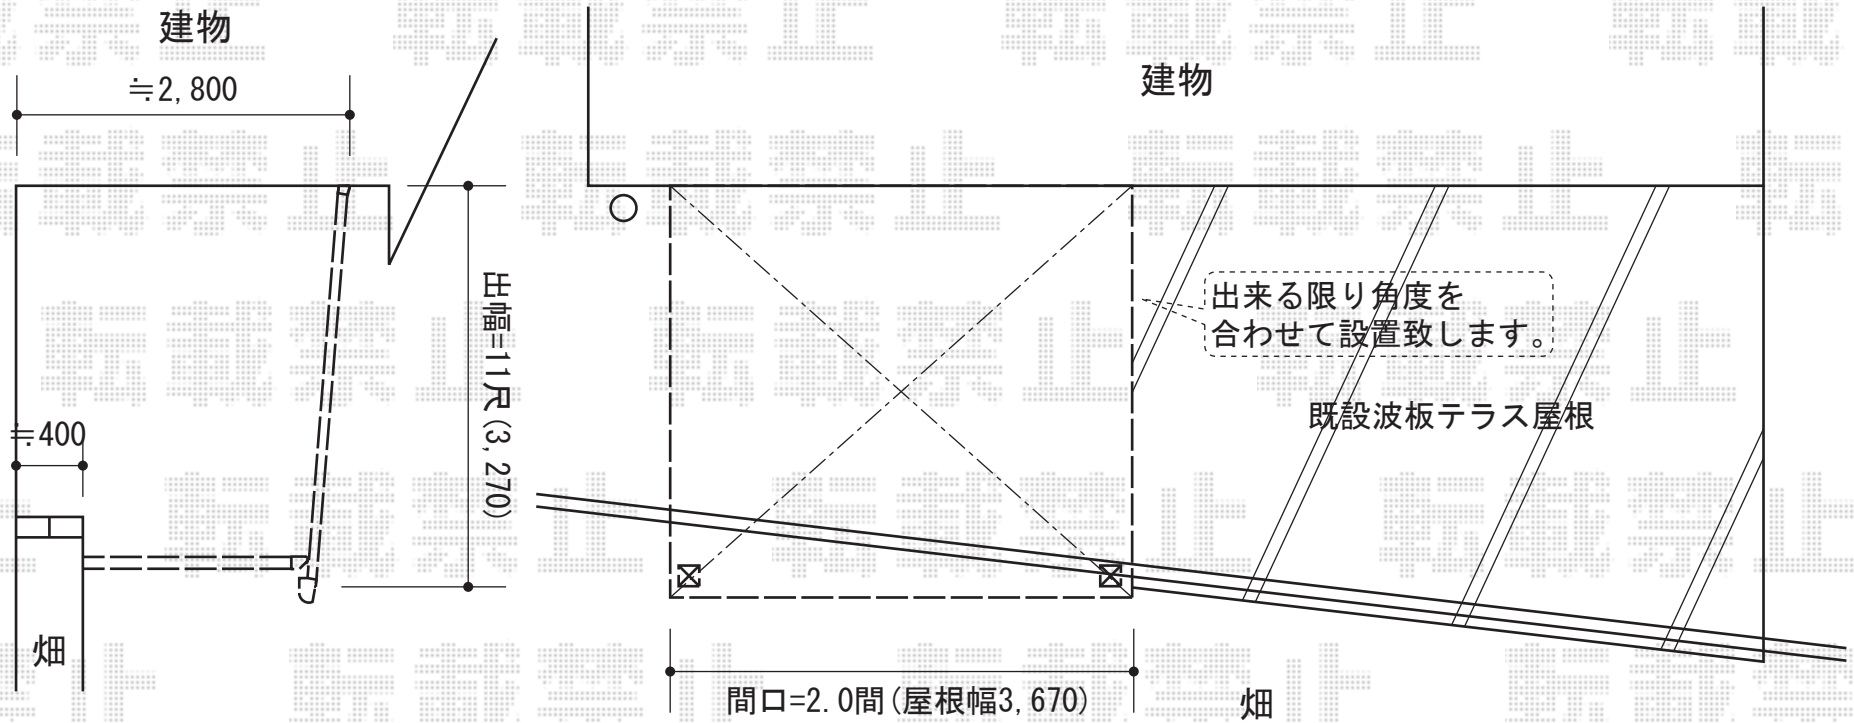 建物
≒2,800
出幅=11尺(3,270)
≒400
畑
建物
出来る限り角度を
合わせて設置致します。
既設波板テラス屋根
間口=2.0間(屋根幅3,670)
畑
転載禁止